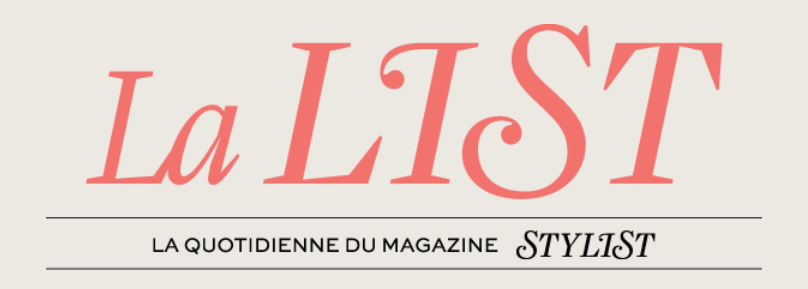 La LIST
LA QUOTIDIENNE DU MAGAZINE STYLIST